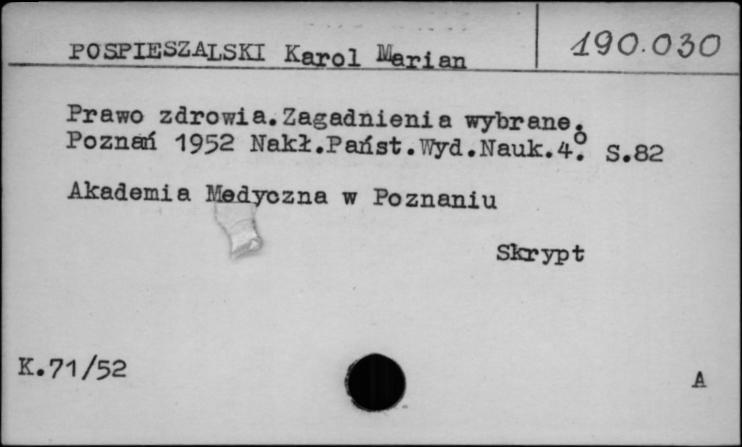 POSPIESZALSKI Karol Marian
190.030
Prawo zdrowia.Zagadnienia wybrane.
Poznań 1952 Nakł.Państ.Wyd.Nauk.4º. S.82
Akademia Medyczna w Poznaniu
Skrypt
K.71/52
A